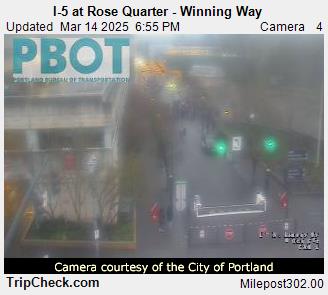 I-5 at Rose Quarter - Winning Way
Updated  Mar 14 2025  6:55 PM Camera 4
PBOT
PORTLAND BUREAU OF TRANSPORTATION
Camera courtesy of the City of Portland
TripCheck.com Milepost302.00